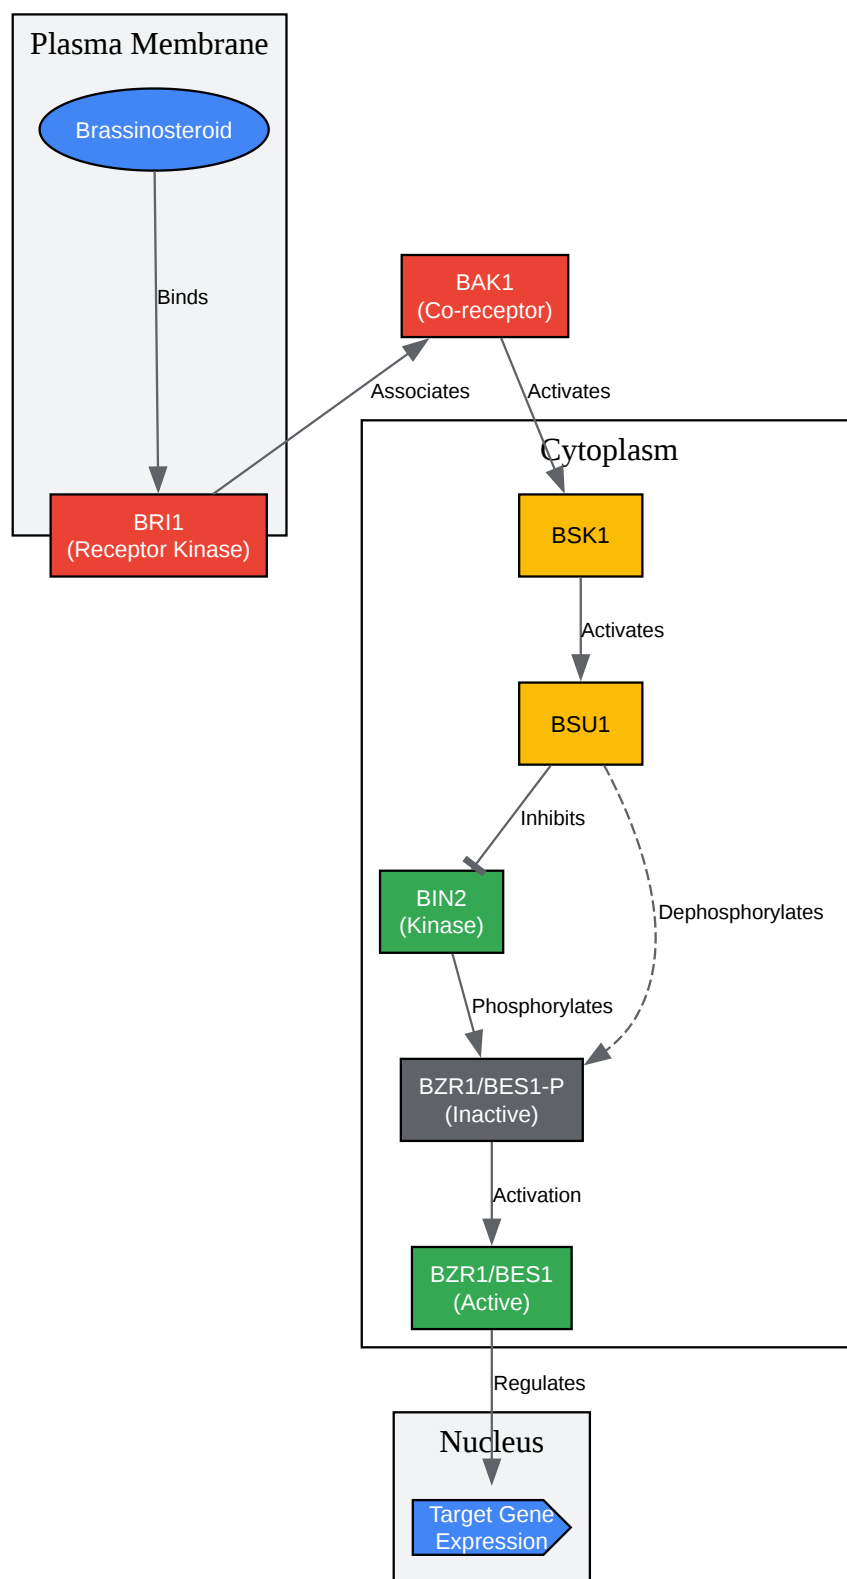 Plasma Membrane
Brassinosteroid
Binds
BAK1
(Co-receptor)
Associates
Activates
Cytoplasm
BRI1
(Receptor Kinase)
BSK1
Activates
BSU1
Inhibits
BIN2
(Kinase)
Dephosphorylates
Phosphorylates
BZR1/BES1-P
(Inactive)
Activation
BZR1/BES1
(Active)
Regulates
Nucleus
Target Gene
Expression